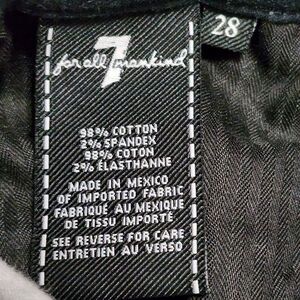 28
7
for all mankind
98% COTTON
2% SPANDEX
98% COTON
2% ÉLASTHANNE
MADE IN MEXICO
OF IMPORTED FABRIC
FABRIQUÉ AU MEXIQUE
DE TISSU IMPORTÉ
SEE REVERSE FOR CARE
ENTRETIEN AU VERSO